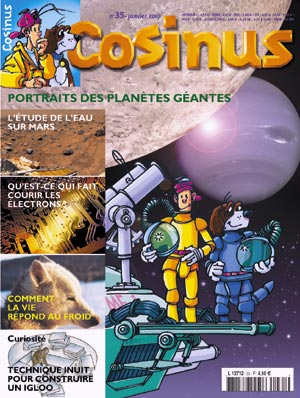 Cosinus
n°35-janvier 2003
Cosinus
PORTRAITS DES PLANÈTES GÉANTES
L'ÉTUDE DE L'EAU
SUR MARS
QU'EST-CE QUI FAIT
COURIR LES
ÉLECTRONS ?
COMMENT
LA VIE
RÉPOND AU FROID
Curiosité
TECHNIQUE INUIT
POUR CONSTRUIRE
UN IGLOO